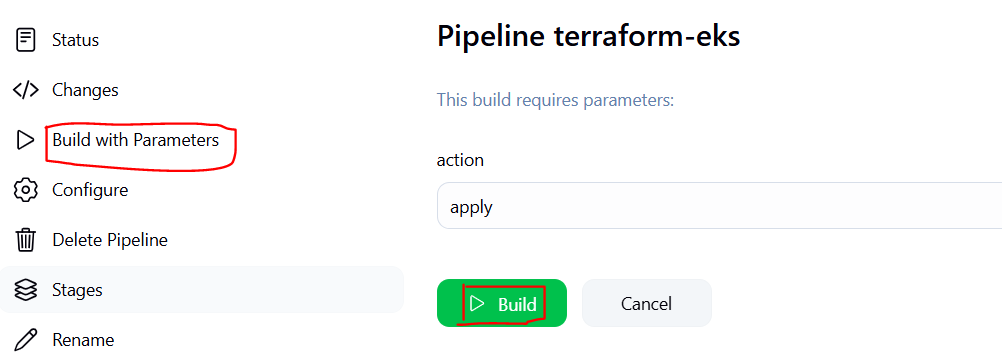 Status
Changes
Build with Parameters
Configure
Delete Pipeline
Stages
Rename
Pipeline terraform-eks
This build requires parameters:
action
apply
Build
Cancel